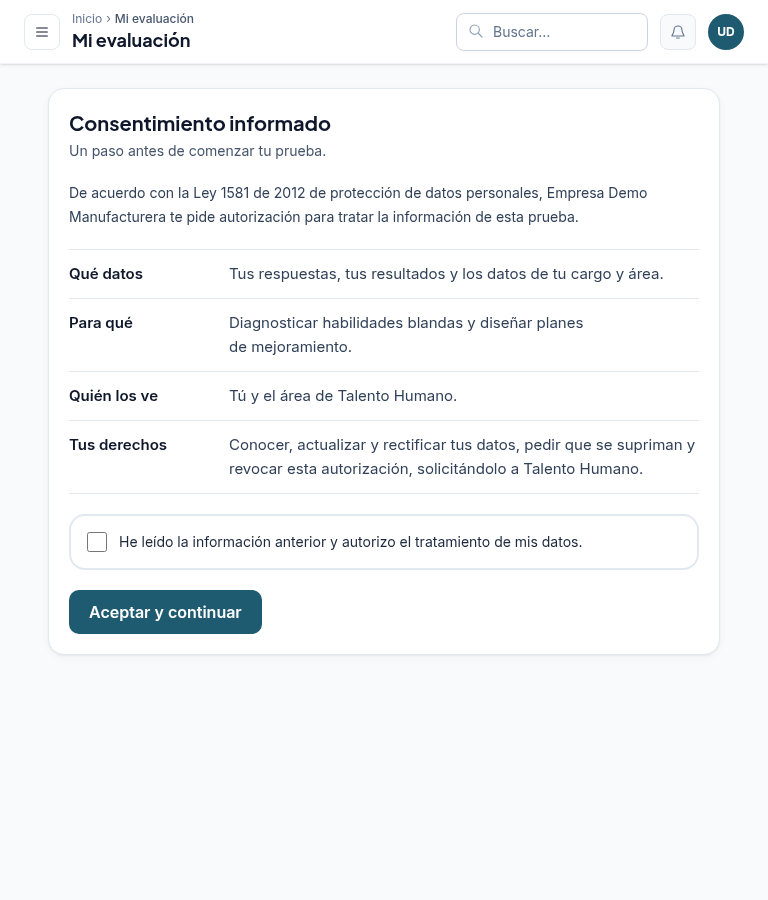 Inicio › Mi evaluación
Mi evaluación
Buscar...
UD
Consentimiento informado
Un paso antes de comenzar tu prueba.
De acuerdo con la Ley 1581 de 2012 de protección de datos personales, Empresa Demo
Manufacturera te pide autorización para tratar la información de esta prueba.
Qué datos
Tus respuestas, tus resultados y los datos de tu cargo y área.
Para qué
Diagnosticar habilidades blandas y diseñar planes
de mejoramiento.
Quién los ve
Tú y el área de Talento Humano.
Tus derechos
Conocer, actualizar y rectificar tus datos, pedir que se supriman y
revocar esta autorización, solicitándolo a Talento Humano.
He leído la información anterior y autorizo el tratamiento de mis datos.
Aceptar y continuar